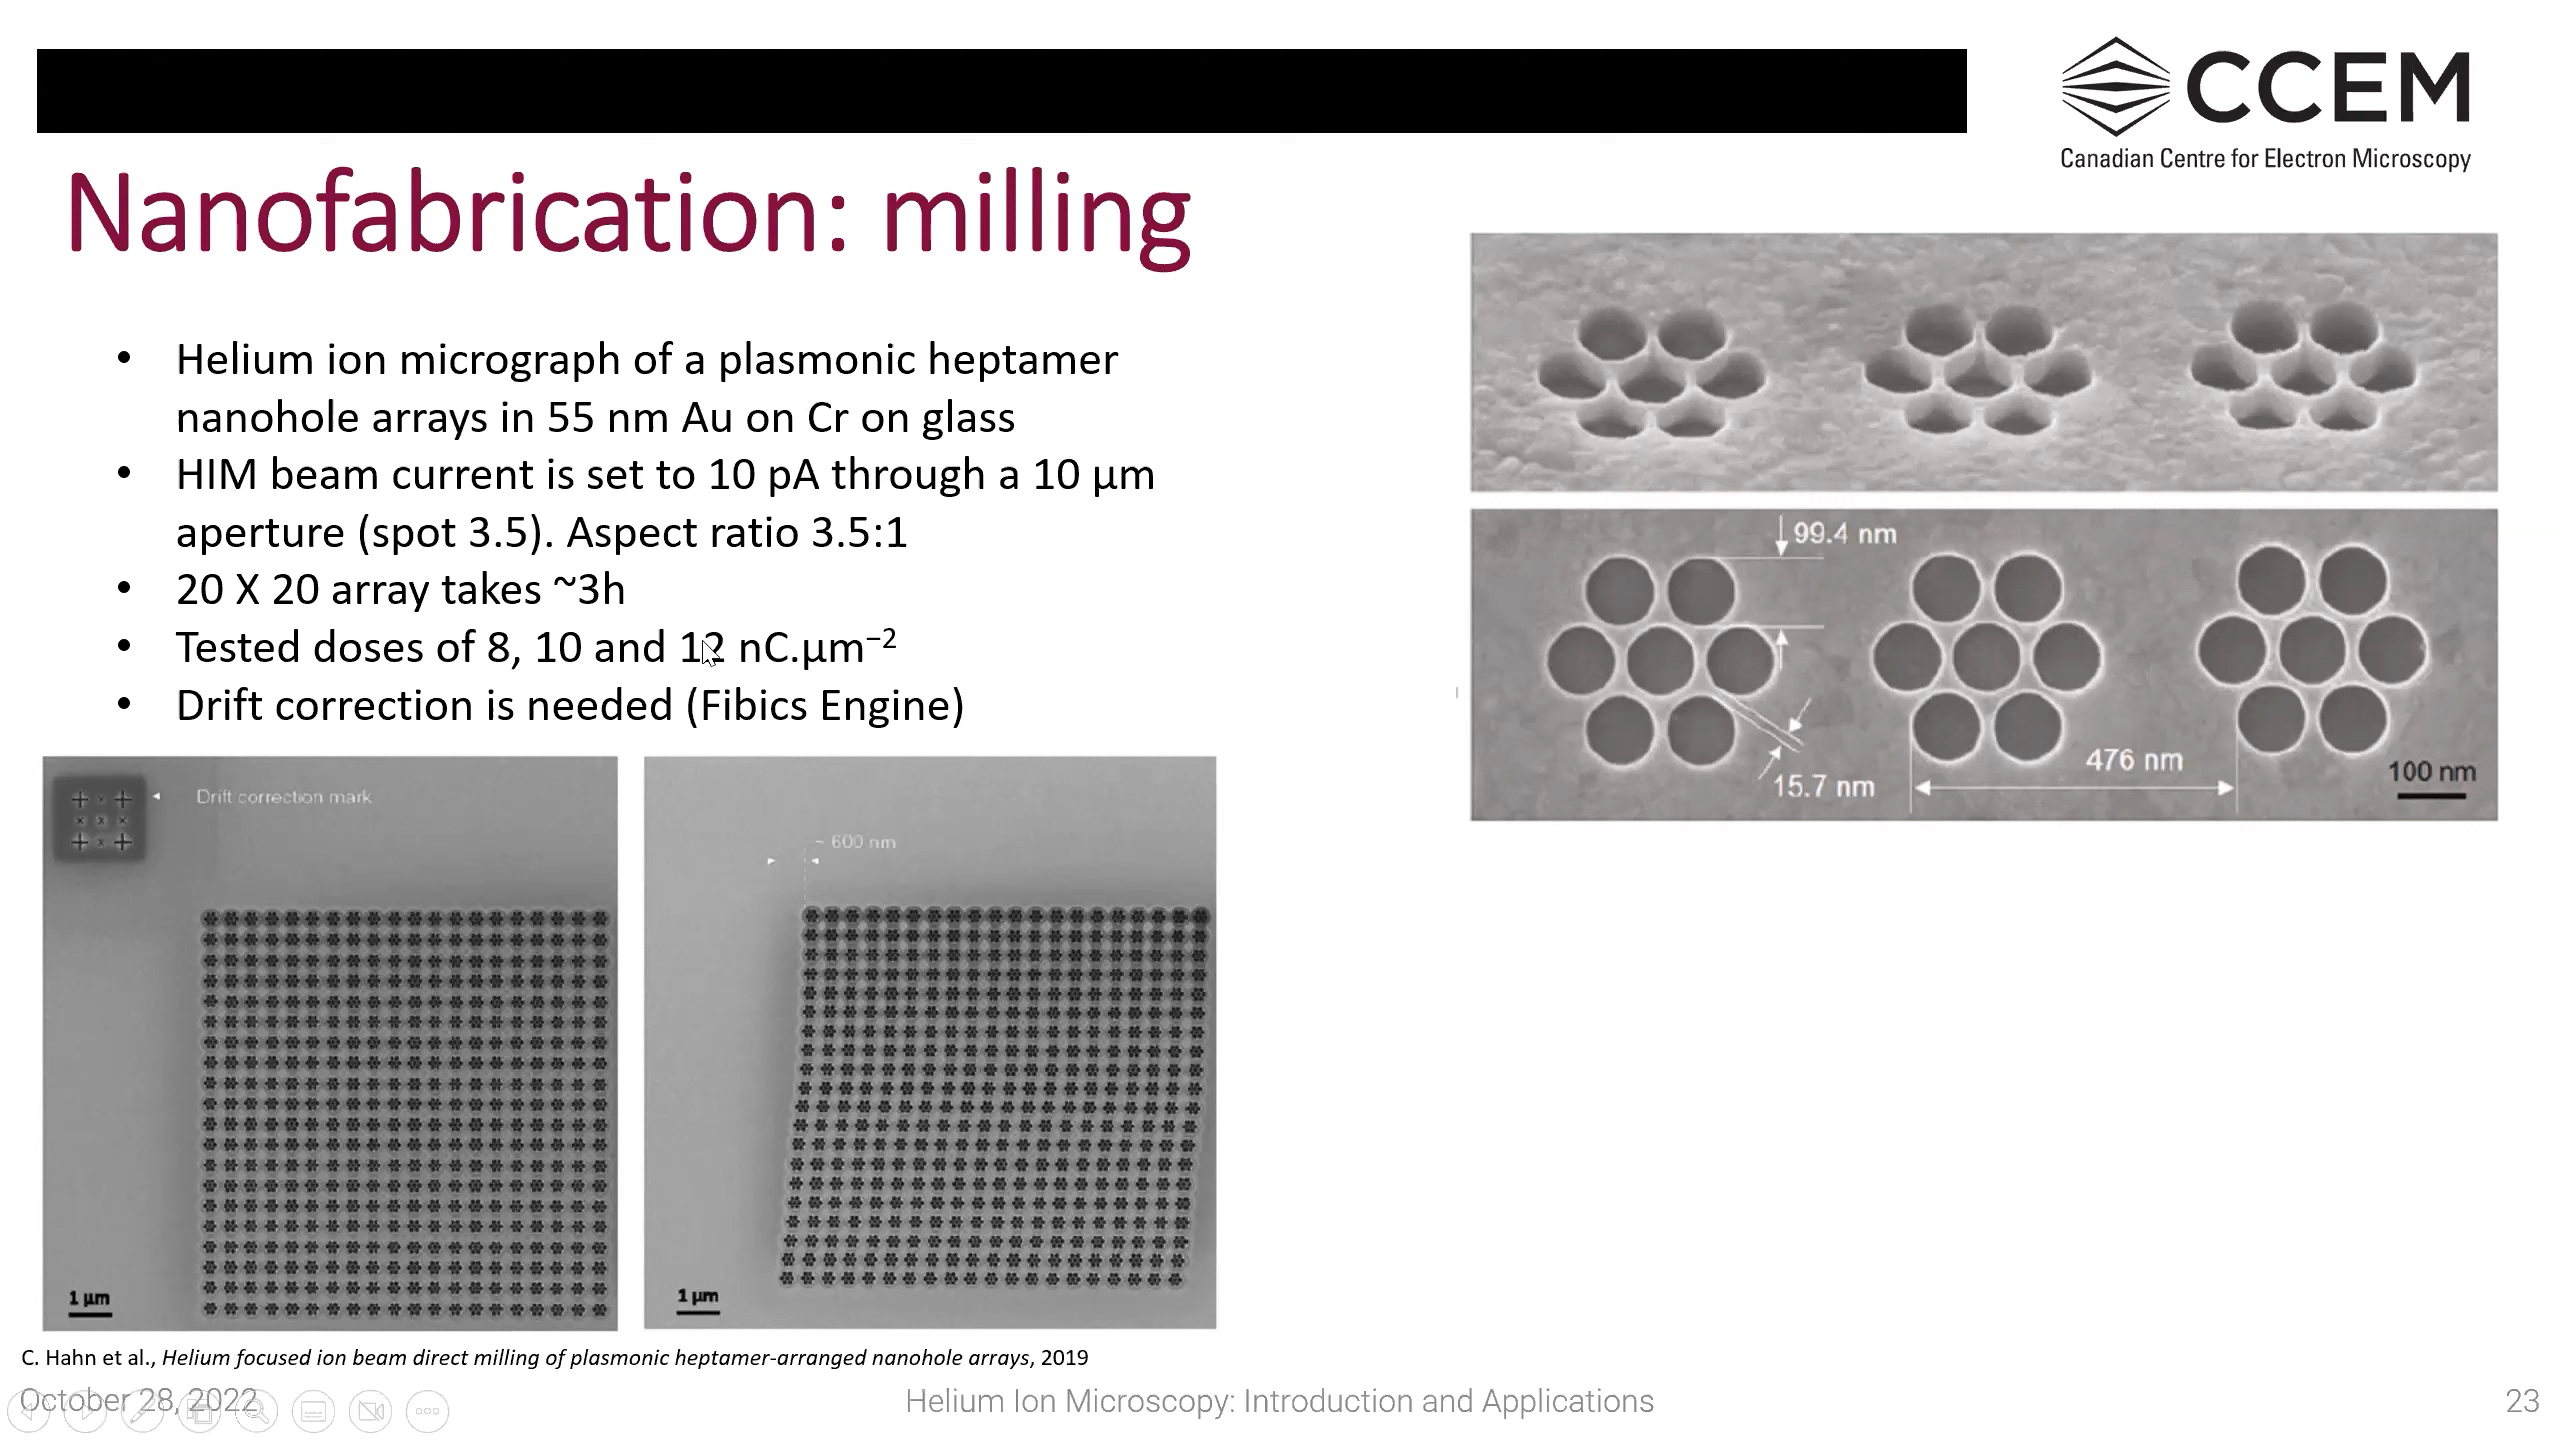 CCEM
Canadian Centre for Electron Microscopy
Nanofabrication: milling
• Helium ion micrograph of a plasmonic heptamer
nanohole arrays in 55 nm Au on Cr on glass
• HIM beam current is set to 10 pA through a 10 μm
aperture (spot 3.5). Aspect ratio 3.5:1
• 20 X 20 array takes ~3h
• Tested doses of 8, 10 and 12 nC.μm⁻²
• Drift correction is needed (Fibics Engine)
99.4 nm
476 nm
15.7 nm
100 nm
Drift correction mark
1 μm
~ 600 nm
1 μm
C. Hahn et al., Helium focused ion beam direct milling of plasmonic heptamer-arranged nanohole arrays, 2019
October 28, 2022
Helium Ion Microscopy: Introduction and Applications
23